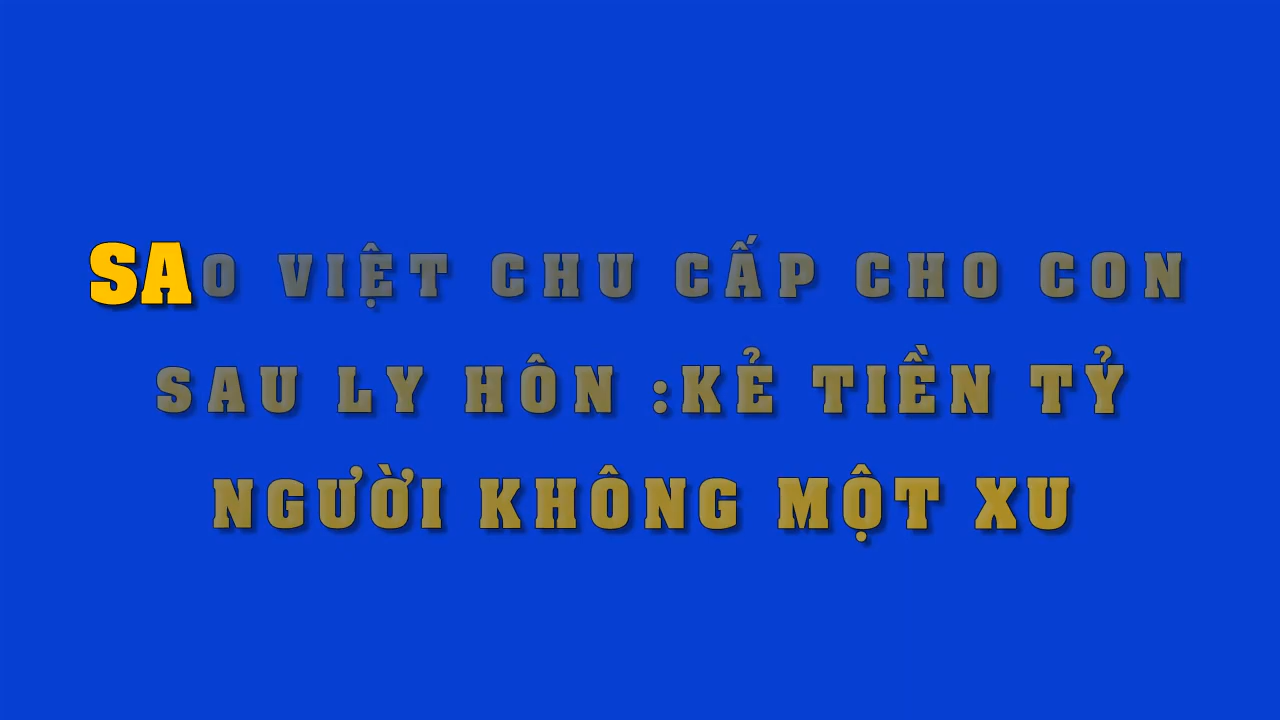 SAO VIỆT CHU CẤP CHO CON
SAU LY HÔN :KẺ TIỀN TỶ
NGƯỜI KHÔNG MỘT XU